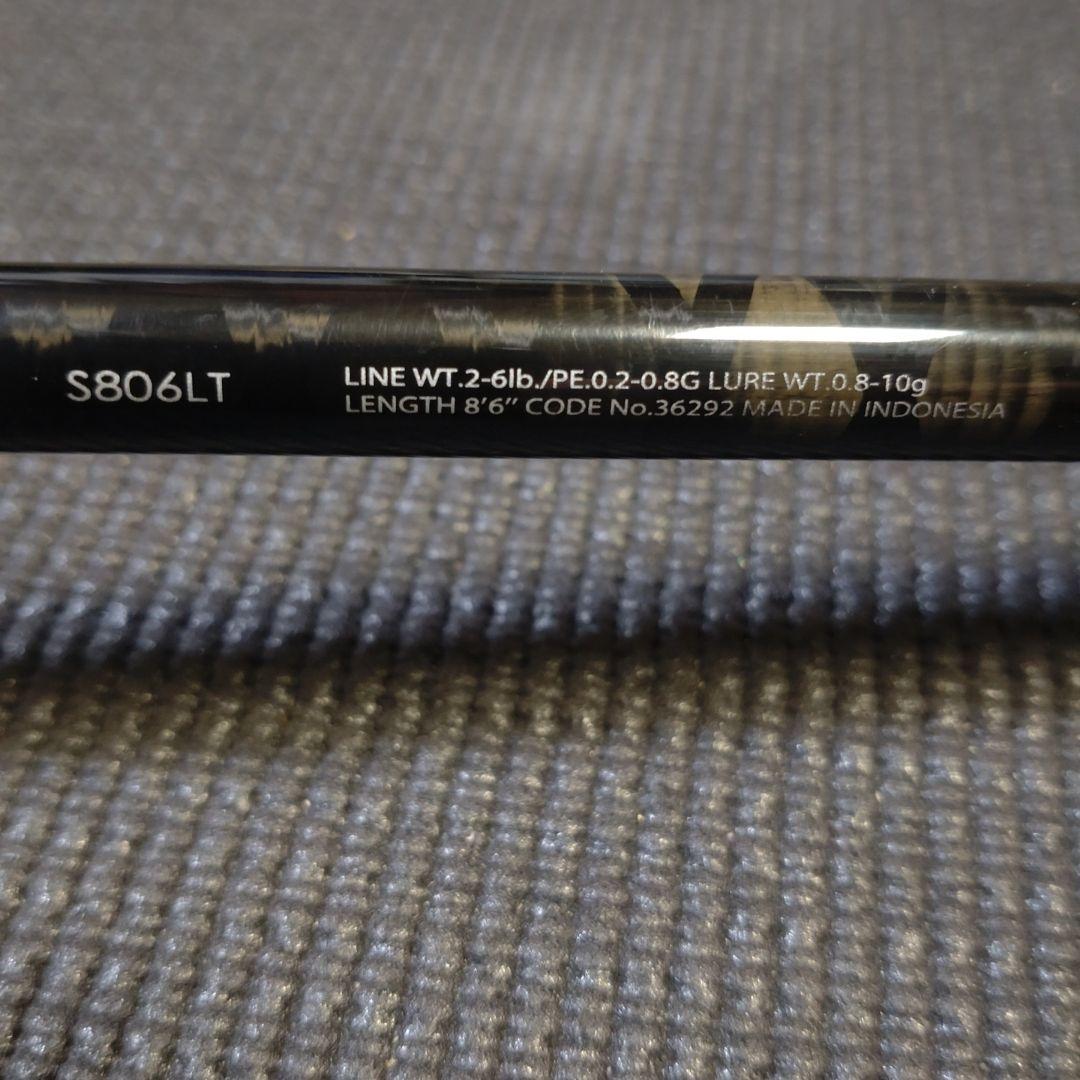 S806LT
LINE WT.2-6lb./PE.0.2-0.8G LURE WT.0.8-10g
LENGTH 8'6" CODE No.36292 MADE IN INDONESIA